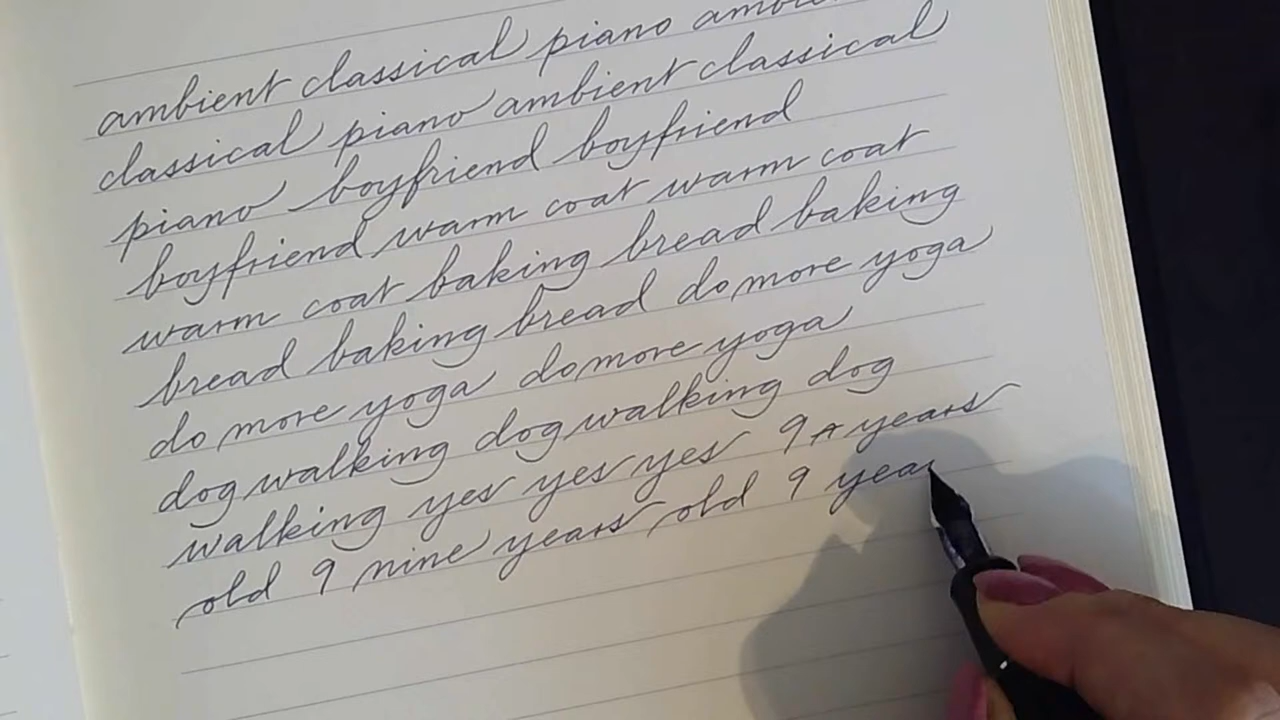 ambient classical piano ambie
classical piano ambient classical
piano boyfriend boyfriend
boyfriend warm coat warm coat
warm coat baking bread baking
bread baking bread do more yoga
do more yoga do more yoga
dog walking dog walking dog
walking yes yes yes 9 A years
old 9 nine years old 9 year